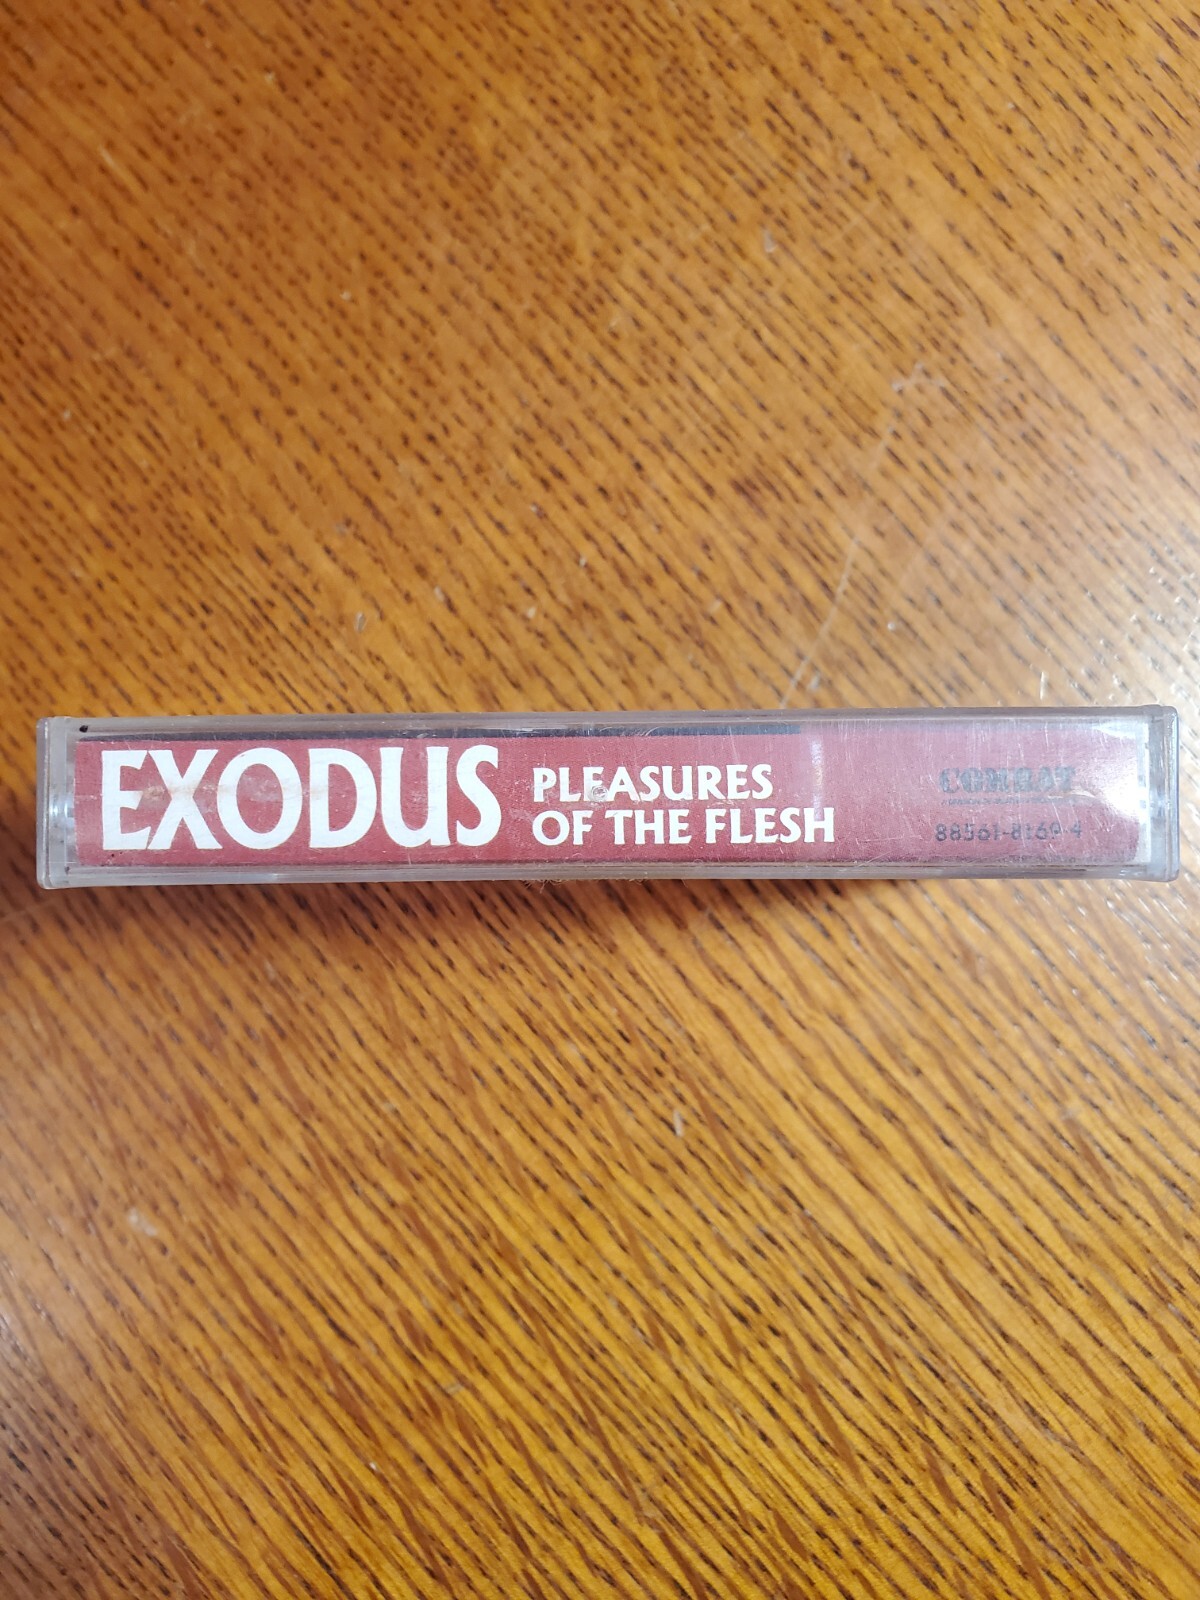 EXODUS
PLEASURES
OF THE FLESH
COMBAT
88561-8169-4